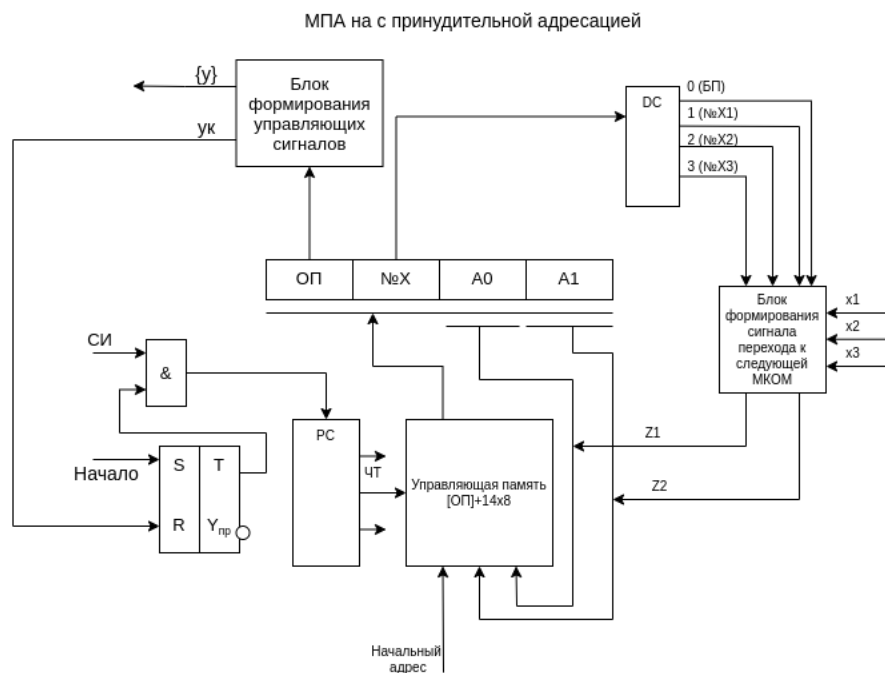 МПА на с принудительной адресацией
{y}
ук
Блок
формирования
управляющих
сигналов
DC
0 (БП)
1 (№X1)
2 (№X2)
3 (№X3)
ОП
№X
A0
A1
Блок
формирования
сигнала
перехода к
следующей
МКОМ
x1
x2
x3
СИ
&
Начало
S
T
R
Yпр
РС
ЧТ
Управляющая память
[ОП]+14x8
Z1
Z2
Начальный
адрес